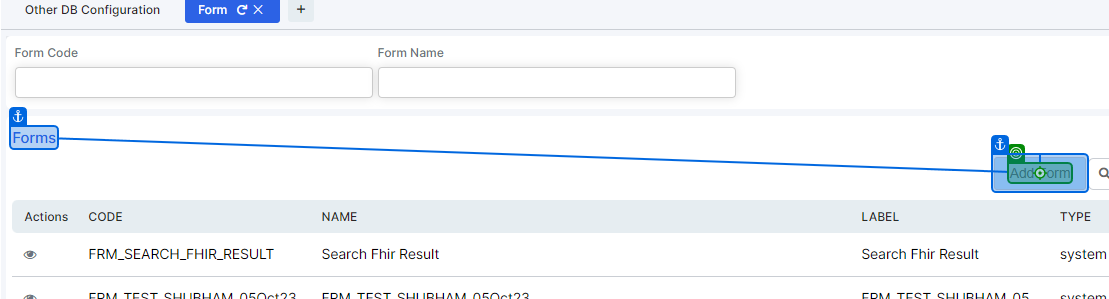 Other DB Configuration Form +
Form Code Form Name
Forms
Add Form
Actions CODE NAME LABEL TYPE
FRM_SEARCH_FHIR_RESULT Search Fhir Result Search Fhir Result system
FRM_TEST_SHUBHAM_05Oct23 FRM_TEST_SHUBHAM_05Oct23 FRM_TEST_SHUBHAM_05 system